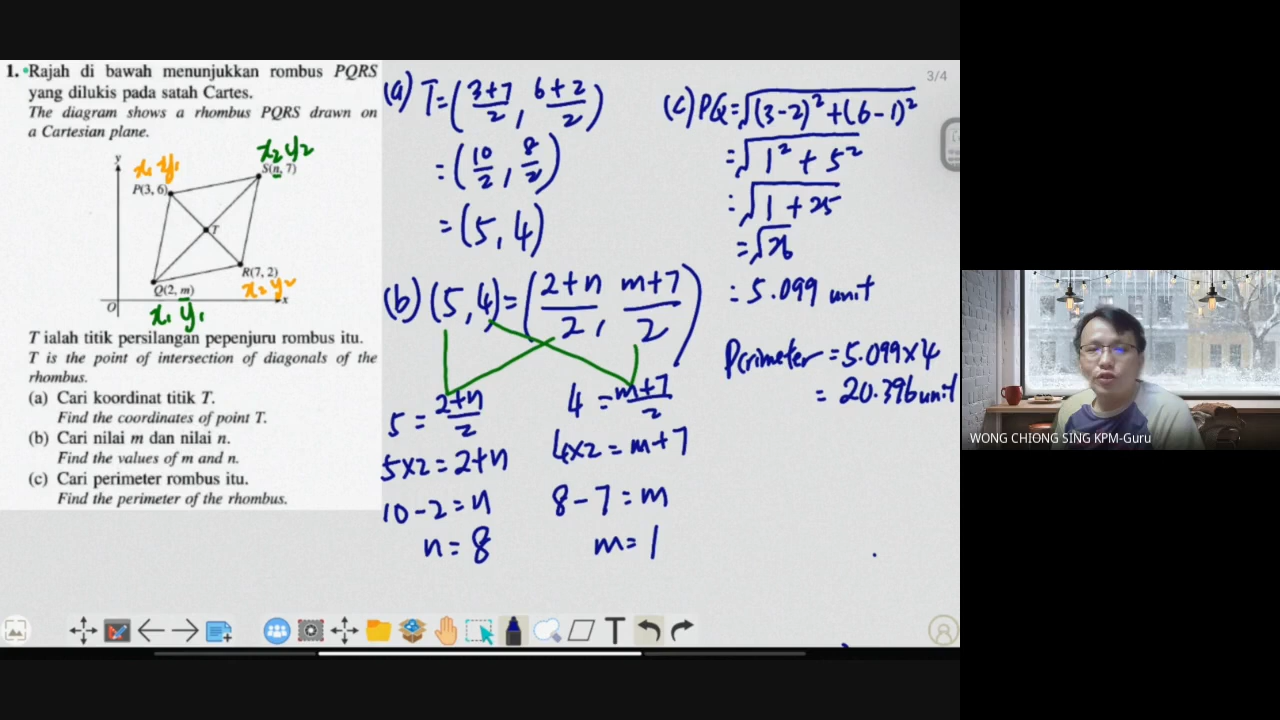 1. Rajah di bawah menunjukkan rombus PQRS
yang dilukis pada satah Cartes.
The diagram shows a rhombus PQRS drawn on
a Cartesian plane.
y
x₁ y₁
x₂ y₂
S(n, 7)
P(3, 6)
T
R(7, 2)
x₂ y₂
Q(2, m)
x
O
x₁ y₁
T ialah titik persilangan pepenjuru rombus itu.
T is the point of intersection of diagonals of the
rhombus.
(a) Cari koordinat titik T.
Find the coordinates of point T.
(b) Cari nilai m dan nilai n.
Find the values of m and n.
(c) Cari perimeter rombus itu.
Find the perimeter of the rhombus.
(a) T=(3+7/2, 6+2/2)
=(10/2, 8/2)
=(5,4)
(b) (5,4)=(2+n/2, m+7/2)
5=2+n/2
5×2=2+n
10-2=n
n=8
4=m+7/2
4×2=m+7
8-7=m
m=1
3/4
(c) PQ=√(3-2)²+(6-1)²
=√1²+5²
=√1+25
=√26
=5.099 unit
Perimeter=5.099×4
=20.396 unit
T
WONG CHIONG SING KPM-Guru